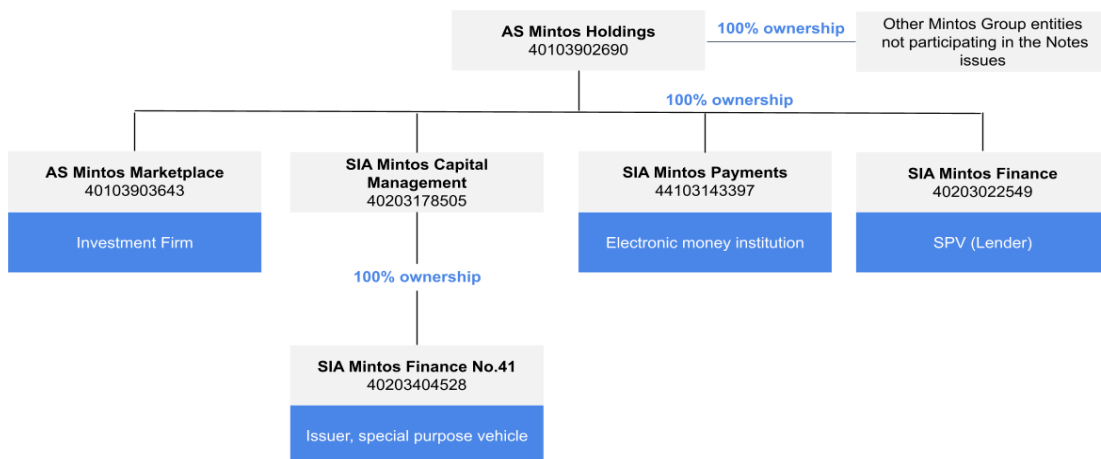 AS Mintos Holdings
40103902690
100% ownership
Other Mintos Group entities
not participating in the Notes
issues
100% ownership
AS Mintos Marketplace
40103903643
Investment Firm
SIA Mintos Capital
Management
40203178505
SIA Mintos Payments
44103143397
Electronic money institution
SIA Mintos Finance
40203022549
SPV (Lender)
100% ownership
SIA Mintos Finance No.41
40203404528
Issuer, special purpose vehicle